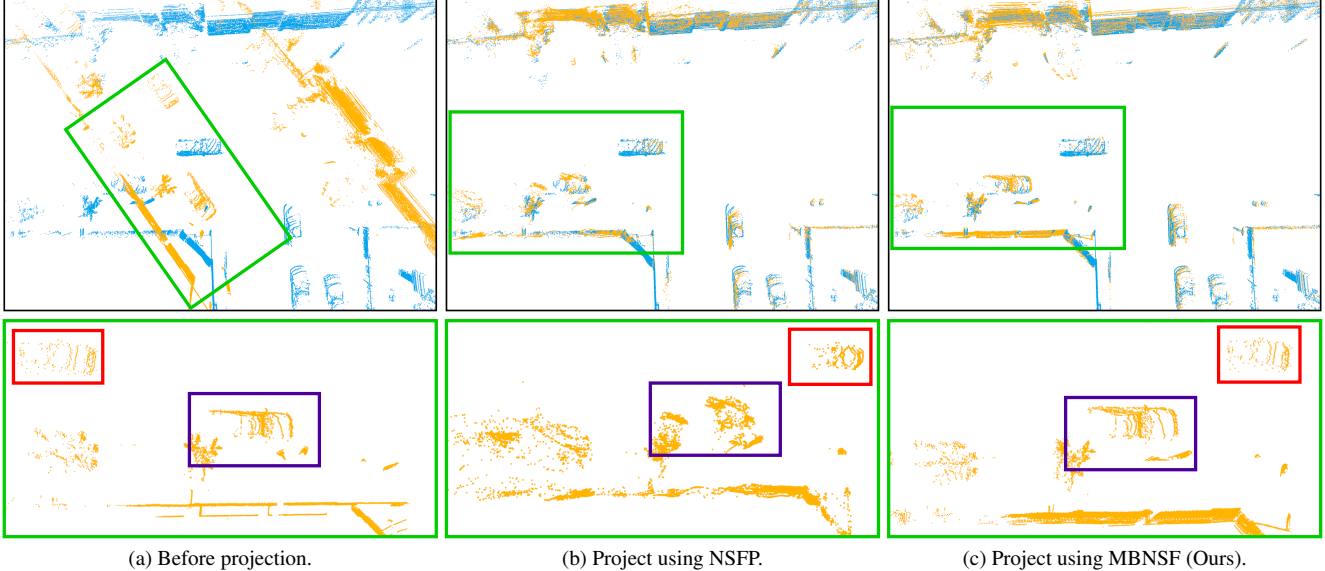 (a) Before projection.
(b) Project using NSFP.
(c) Project using MBNSF (Ours).